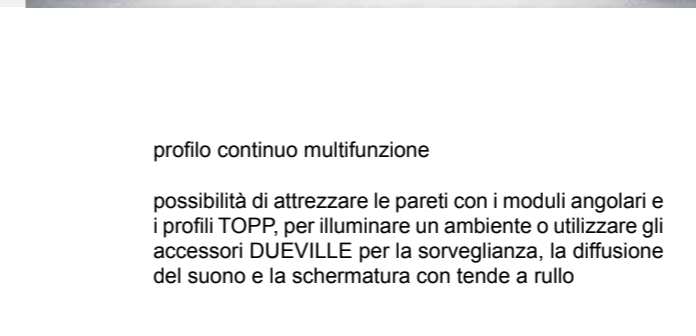 profilo continuo multifunzione
possibilità di attrezzare le pareti con i moduli angolari e
i profili TOPP, per illuminare un ambiente o utilizzare gli
accessori DUEVILLE per la sorveglianza, la diffusione
del suono e la schermatura con tende a rullo